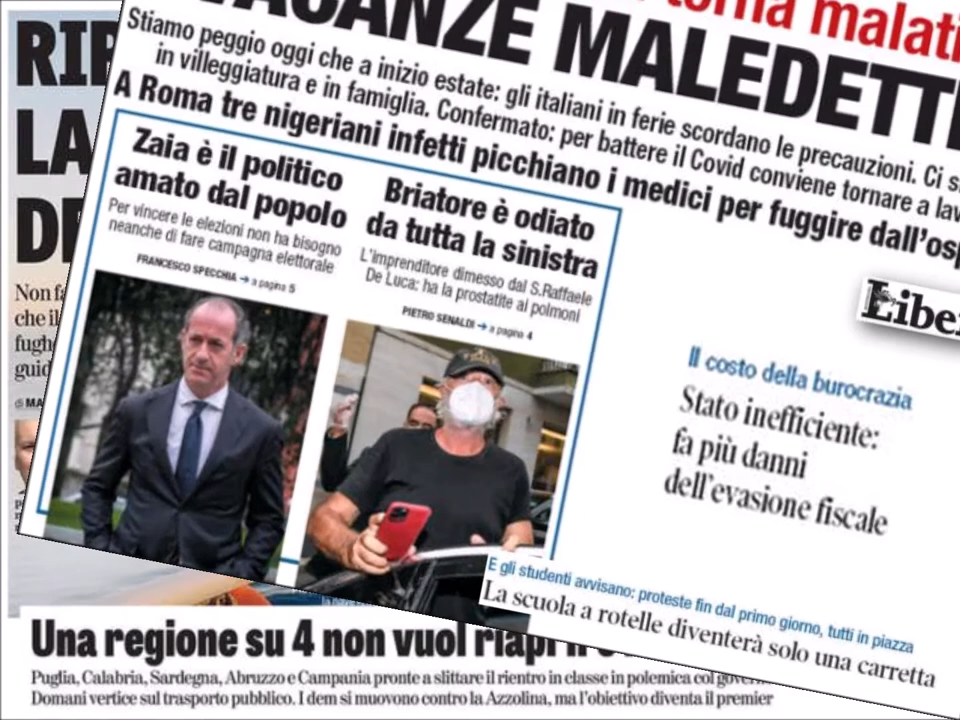 torna malati
VACANZE MALEDETTE
Stiamo peggio oggi che a inizio estate: gli italiani in ferie scordano le precauzioni. Ci s
in villeggiatura e in famiglia. Confermato: per battere il Covid conviene tornare a lav
A Roma tre nigeriani infetti picchiano i medici per fuggire dall'osp
Zaia è il politico
amato dal popolo
Per vincere le elezioni non ha bisogno
neanche di fare campagna elettorale
FRANCESCO SPECCHIA → a pagina 5
Briatore è odiato
da tutta la sinistra
L'imprenditore dimesso dal S.Raffaele
De Luca: ha la prostatite ai polmoni
PIETRO SENALDI → a pagina 4
Liber
Il costo della burocrazia
Stato inefficiente:
fa più danni
dell'evasione fiscale
E gli studenti avvisano: proteste fin dal primo giorno, tutti in piazza
La scuola a rotelle diventerà solo una carretta
RIP
LA
DE
Non fa
che il
fugh
guid
MA
Una regione su 4 non vuol riapri
Puglia, Calabria, Sardegna, Abruzzo e Campania pronte a slittare il rientro in classe in polemica col governo
Domani vertice sul trasporto pubblico. I dem si muovono contro la Azzolina, ma l'obiettivo diventa il premier